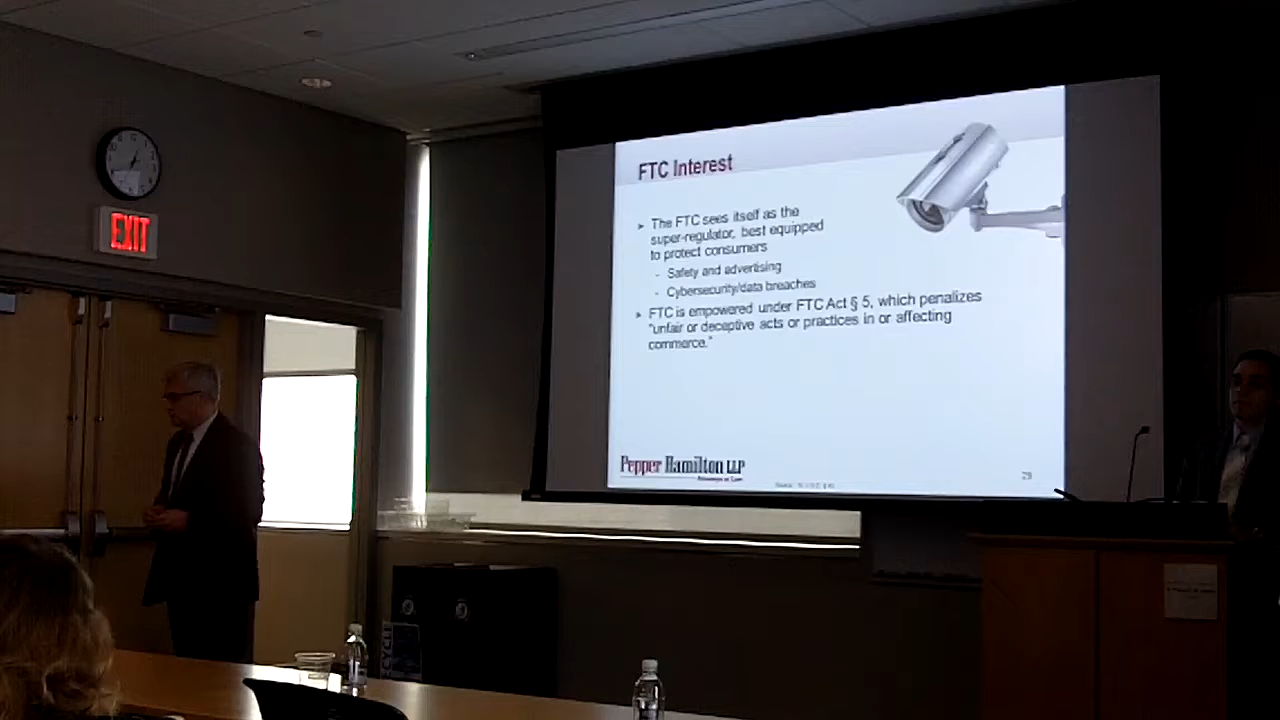 FTC Interest
➤ The FTC sees itself as the
super-regulator, best equipped
to protect consumers
- Safety and advertising
- Cybersecurity/data breaches
➤ FTC is empowered under FTC Act § 5, which penalizes
"unfair or deceptive acts or practices in or affecting
commerce."
Pepper Hamilton LLP
Attorneys at Law
29
EXIT